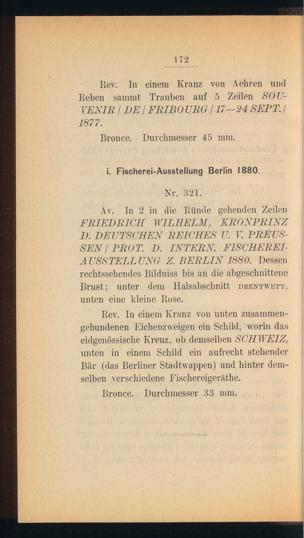 172
Rev. In einem Kranz von Aehren und
Reben sammt Trauben auf 5 Zeilen SOU-
VENIR | DE | FRIBOURG | 17—24 SEPT. |
1877.
Bronce. Durchmesser 45 mm.
i. Fischerei-Ausstellung Berlin 1880.
Nr. 321.
Av. In 2 in die Ründe gehenden Zeilen
FRIEDRICH WILHELM, KRONPRINZ
D. DEUTSCHEN REICHES U. V. PREUS-
SEN | PROT. D. INTERN. FISCHEREI-
AUSSTELLUNG Z. BERLIN 1880. Dessen
rechtssehendes Bildniss bis an die abgeschnittene
Brust; unter dem Halsabschnitt DRENTWETT,
unten eine kleine Rose.
Rev. In einem Kranze von unten zusammen-
gebundenen Eichenzweigen ein Schild, worin das
eidgenössische Kreuz, ob demselben SCHWEIZ,
unten in einem Schild ein aufrecht stehender
Bär (das Berliner Stadtwappen) und hinter dem-
selben verschiedene Fischereigeräthe.
Bronce. Durchmesser 33 mm.